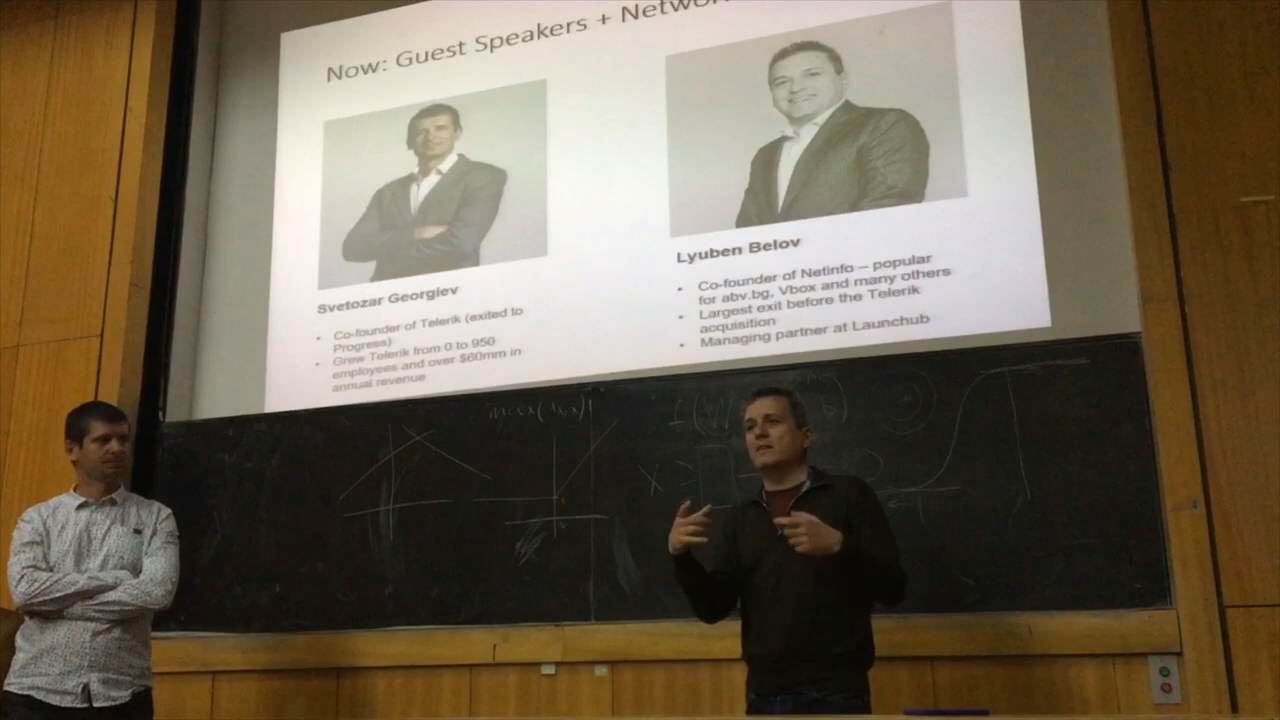 Now: Guest Speakers +
Svetozar Georgiev
• Co-founder of Telerik (exited to
Progress)
• Grew Telerik from 0 to 950
employees and over $60mm in
annual revenue
Lyuben Belov
• Co-founder of Netinfo – popular
for abv.bg, Vbox and many others
• Largest exit before the Telerik
acquisition
• Managing partner at Launchub